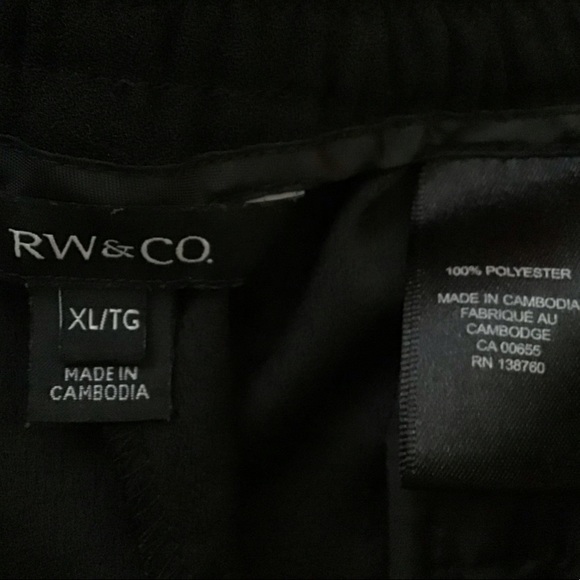 RW&CO.
XL/TG
MADE IN
CAMBODIA
100% POLYESTER
MADE IN CAMBODIA
FABRIQUÉ AU
CAMBODGE
CA 00655
RN 138760